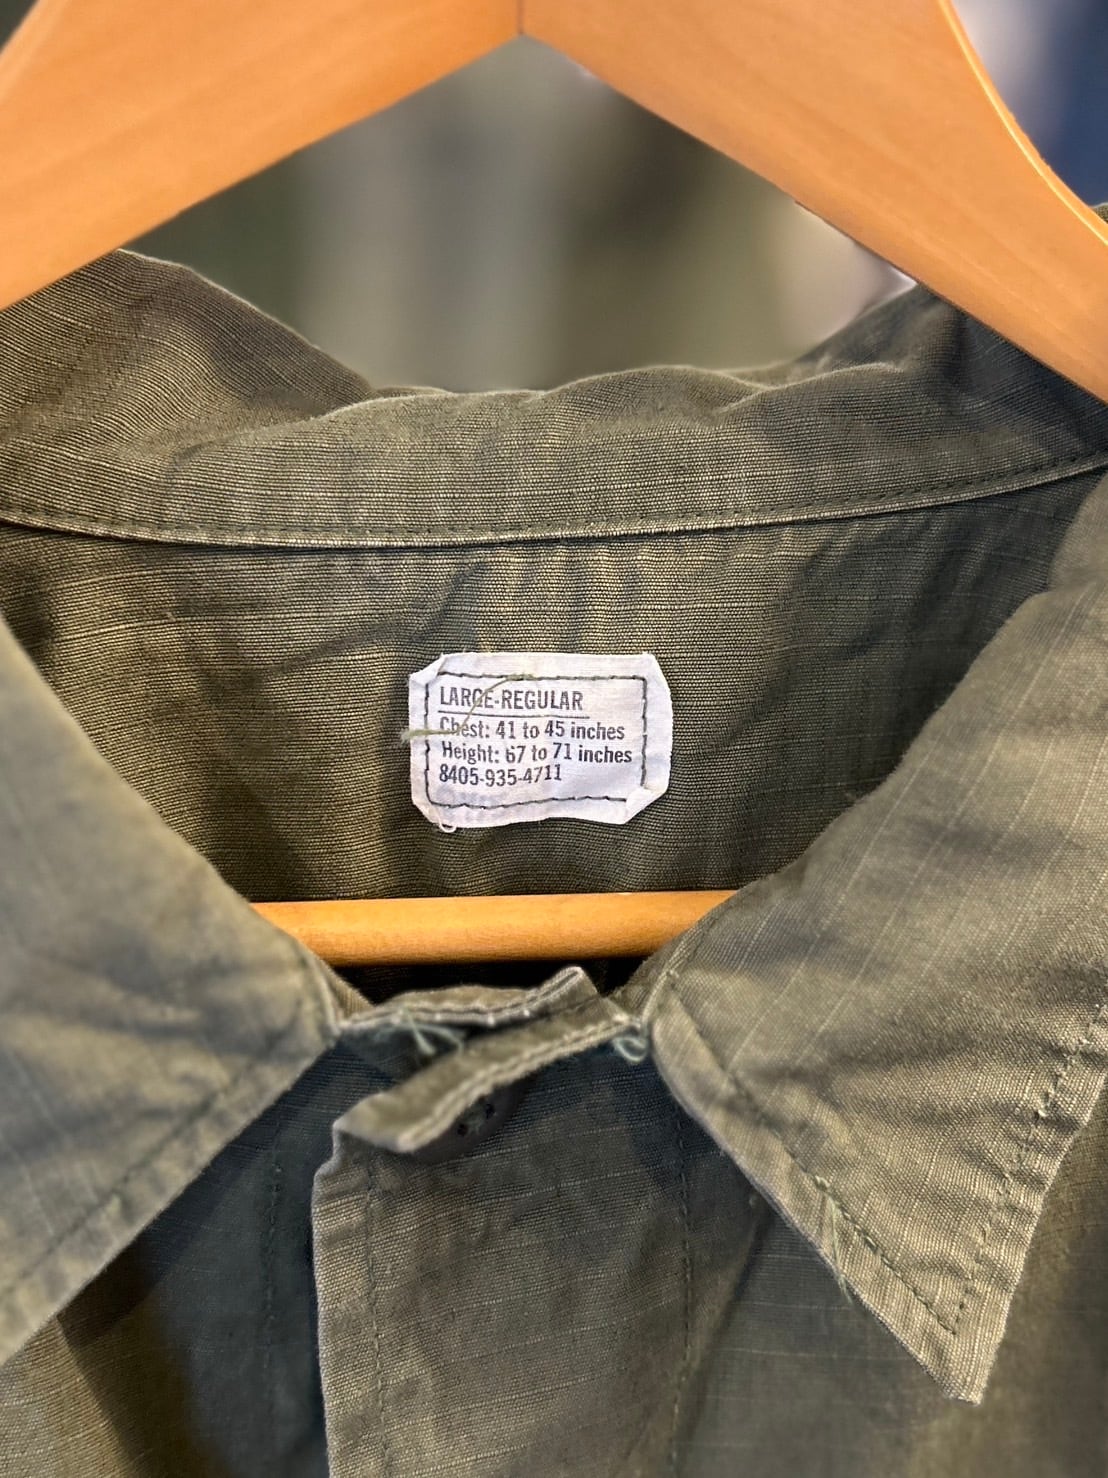 LARGE-REGULAR
Chest: 41 to 45 inches
Height: 67 to 71 inches
8405-935-4711